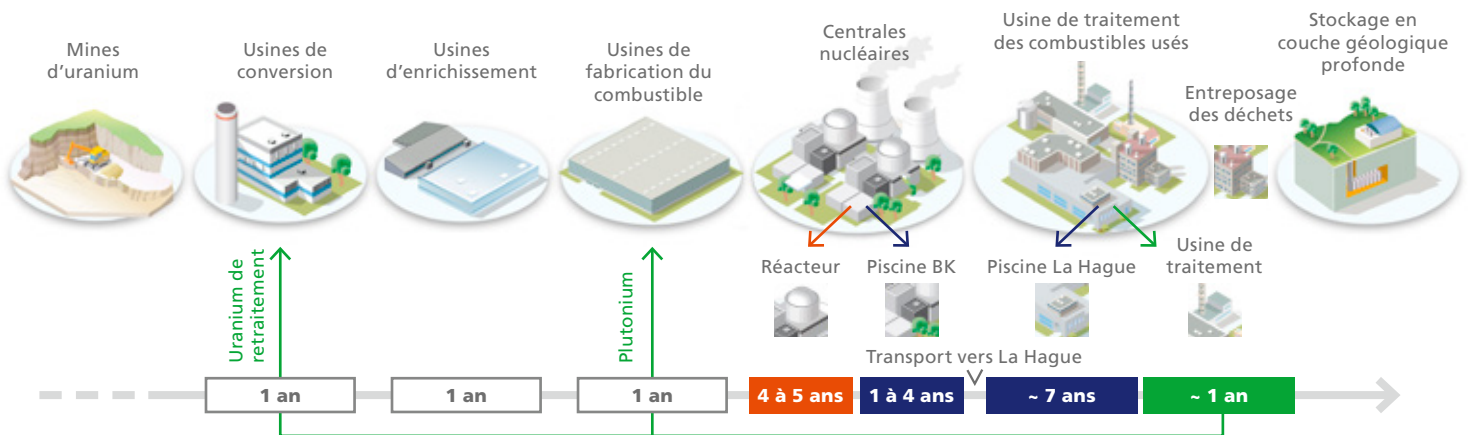 Mines
d'uranium
Usines de
conversion
Usines
d'enrichissement
Usines de
fabrication du
combustible
Centrales
nucléaires
Usine de traitement
des combustibles usés
Entreposage
des déchets
Stockage en
couche géologique
profonde
Réacteur
Piscine BK
Piscine La Hague
Usine de
traitement
Uranium de
retraitement
Plutonium
Transport vers La Hague
1 an
1 an
1 an
4 à 5 ans
1 à 4 ans
~ 7 ans
~ 1 an